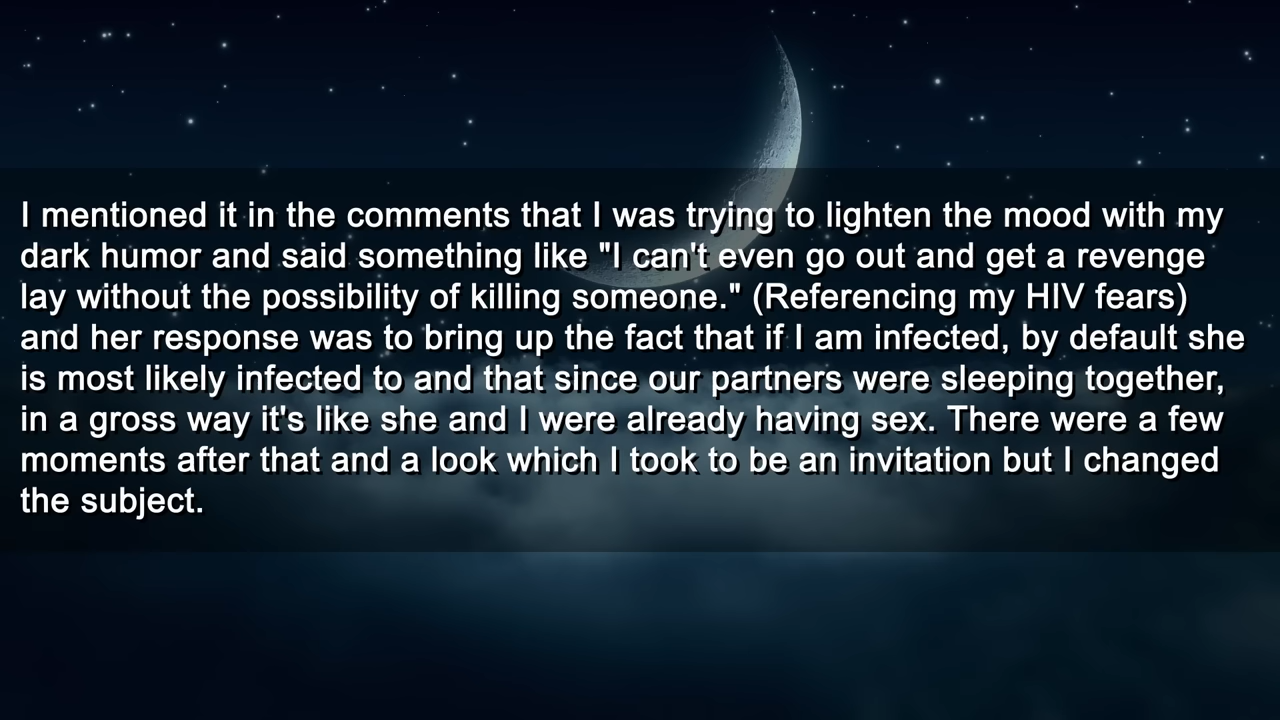 I mentioned it in the comments that I was trying to lighten the mood with my
dark humor and said something like "I can't even go out and get a revenge
lay without the possibility of killing someone." (Referencing my HIV fears)
and her response was to bring up the fact that if I am infected, by default she
is most likely infected to and that since our partners were sleeping together,
in a gross way it's like she and I were already having sex. There were a few
moments after that and a look which I took to be an invitation but I changed
the subject.